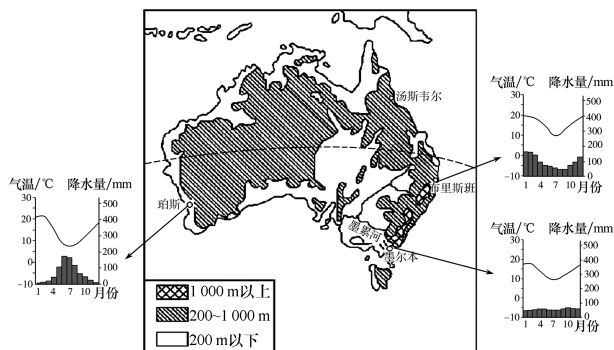 汤斯韦尔
布里斯班
珀斯
墨累河
墨尔本
1 000 m以上
200~1 000 m
200 m以下
气温/℃ 降水量/mm
30 500
20 400
10 300
0 200
-10 100
0
1 4 7 10 月份
气温/℃ 降水量/mm
30 500
20 400
10 300
0 200
-10 100
0
1 4 7 10 月份
气温/℃ 降水量/mm
30 500
20 400
10 300
0 200
-10 100
0
1 4 7 10 月份